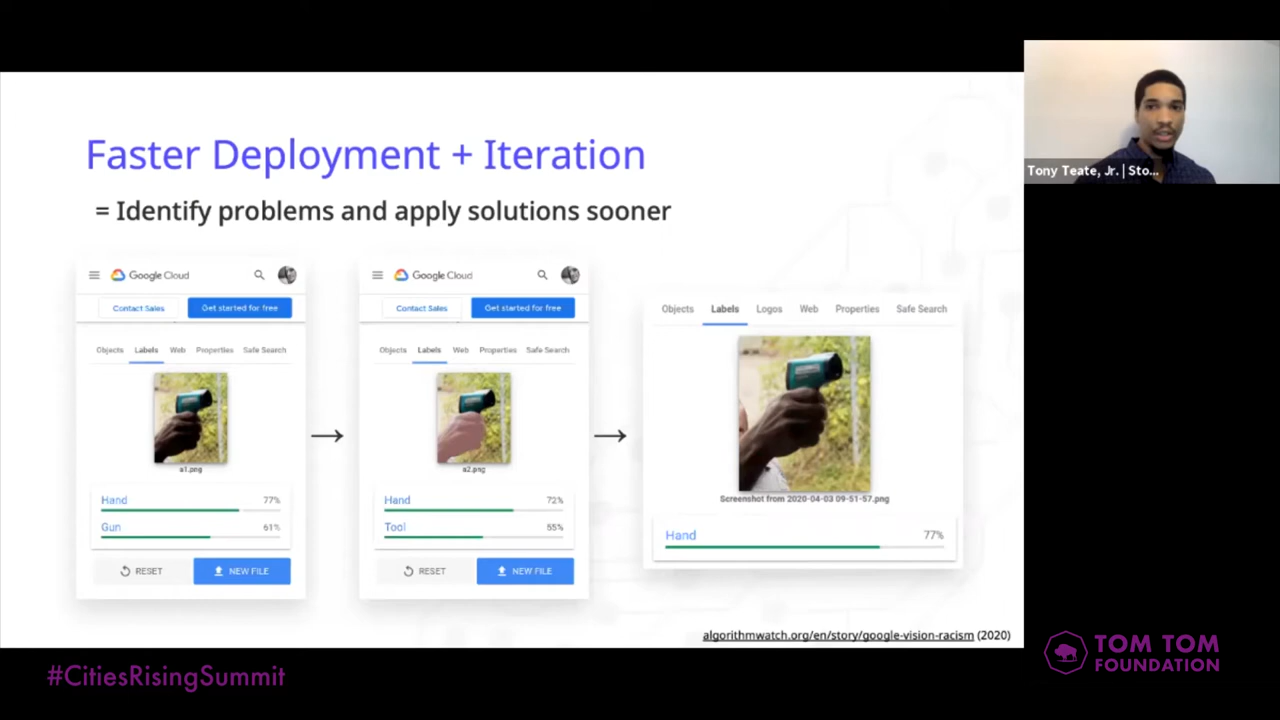 Tony Teate, Jr. | Sto...
Faster Deployment + Iteration
= Identify problems and apply solutions sooner
Google Cloud
Contact Sales
Get started for free
Objects
Labels
Web
Properties
Safe Search
a1.png
Hand
77%
Gun
61%
RESET
NEW FILE
→
Google Cloud
Contact Sales
Get started for free
Objects
Labels
Web
Properties
Safe Search
a2.png
Hand
72%
Tool
55%
RESET
NEW FILE
→
Objects
Labels
Logos
Web
Properties
Safe Search
Screenshot from 2020-04-03 09-51-57.png
Hand
77%
algorithmwatch.org/en/story/google-vision-racism (2020)
#CitiesRisingSummit
TOM TOM
FOUNDATION